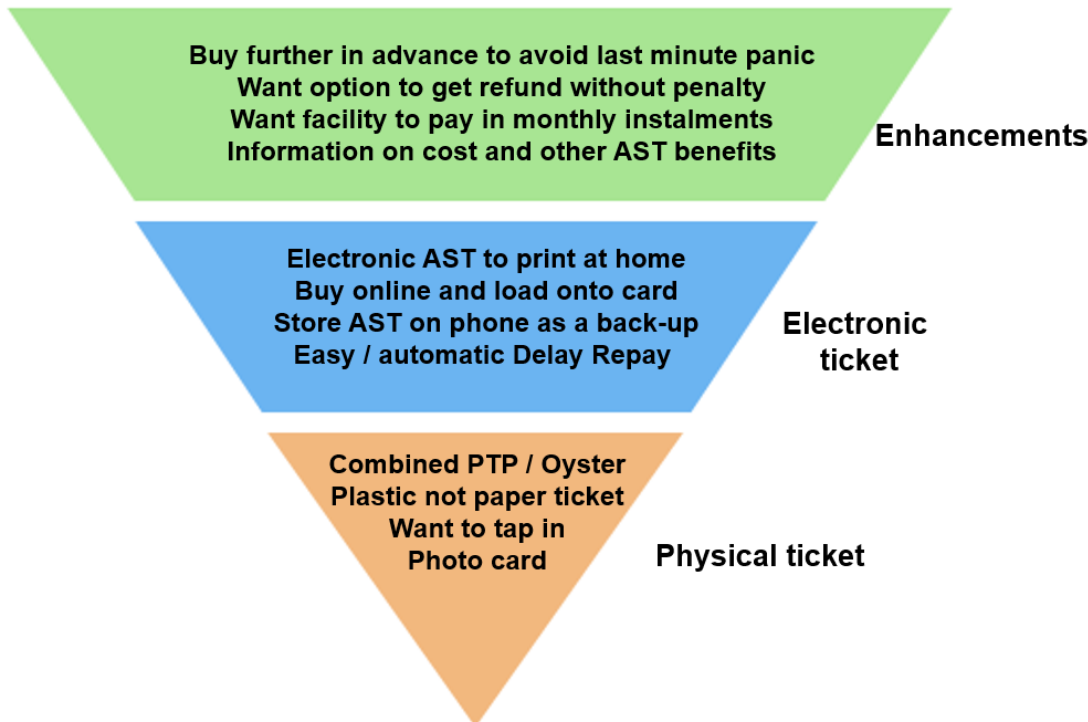 Buy further in advance to avoid last minute panic
Want option to get refund without penalty
Want facility to pay in monthly instalments
Information on cost and other AST benefits
Enhancements
Electronic AST to print at home
Buy online and load onto card
Store AST on phone as a back-up
Easy / automatic Delay Repay
Electronic
ticket
Combined PTP / Oyster
Plastic not paper ticket
Want to tap in
Photo card
Physical ticket